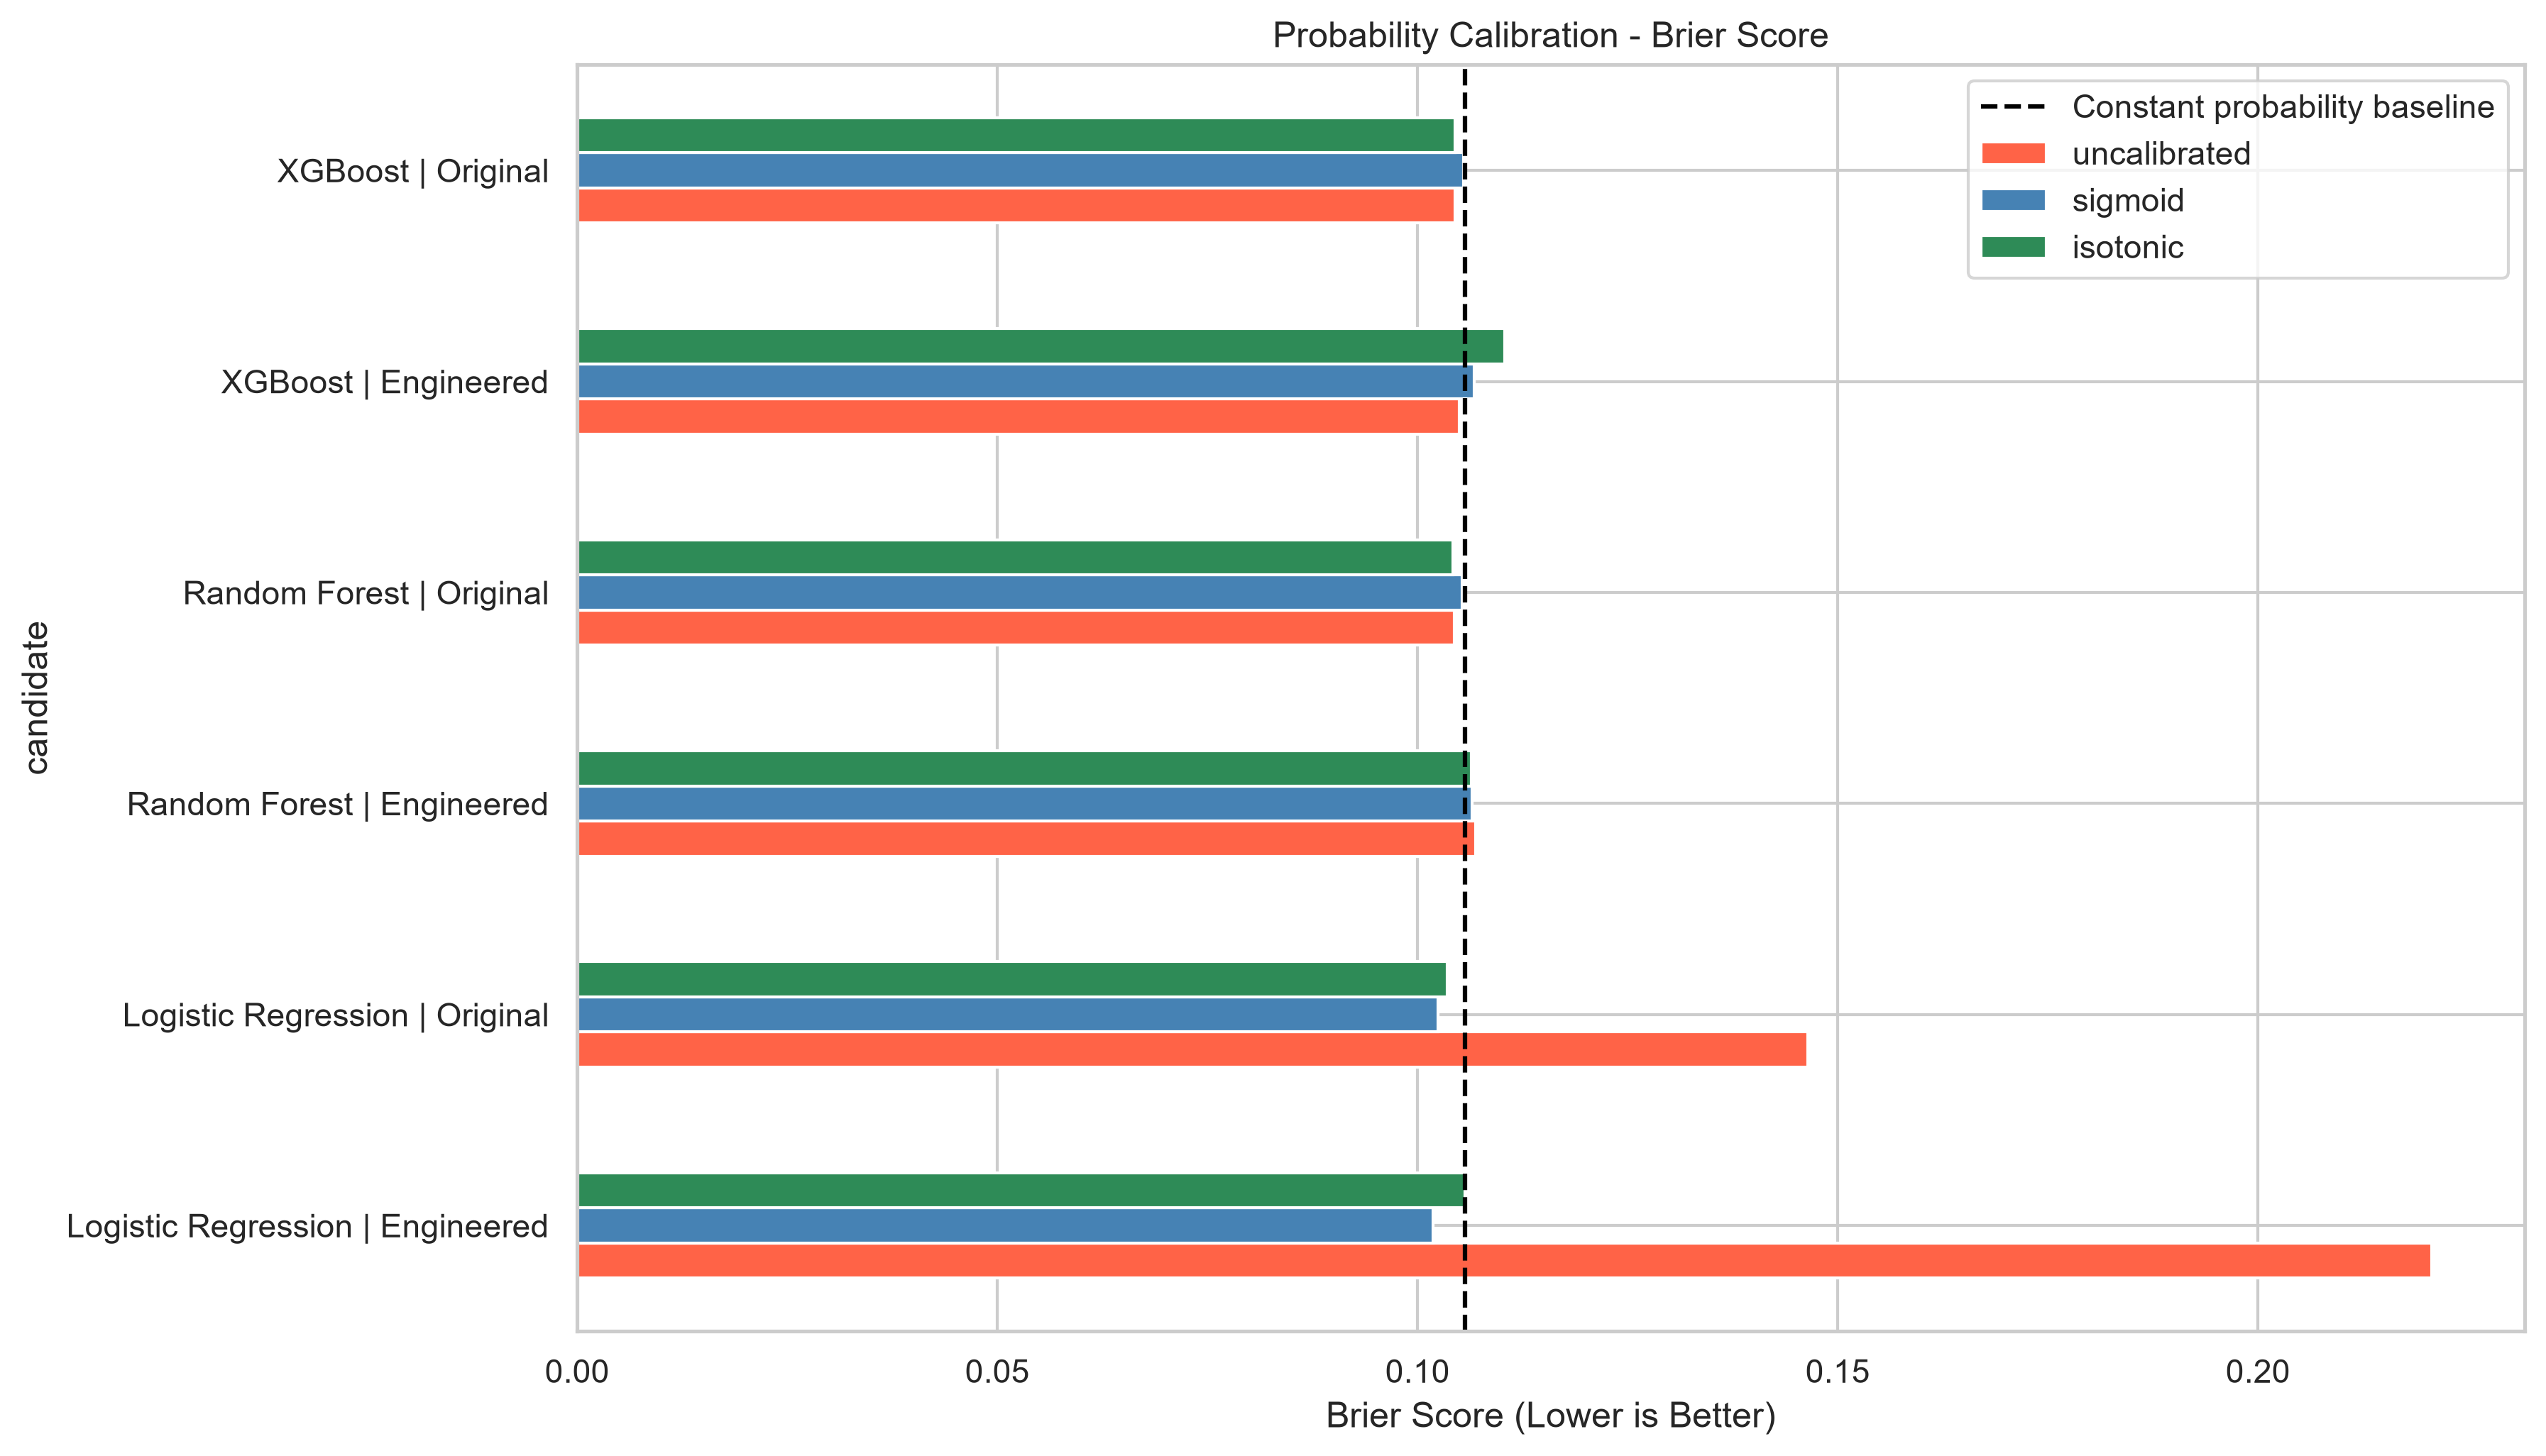 Probability Calibration - Brier Score
Constant probability baseline
uncalibrated
sigmoid
isotonic
candidate
XGBoost | Original
XGBoost | Engineered
Random Forest | Original
Random Forest | Engineered
Logistic Regression | Original
Logistic Regression | Engineered
0.00 0.05 0.10 0.15 0.20
Brier Score (Lower is Better)